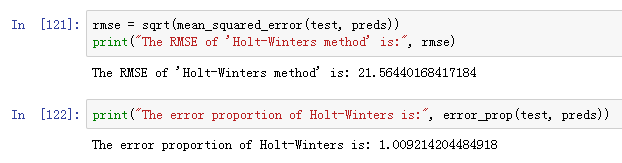 In [121]: rmse = sqrt(mean_squared_error(test, preds))
print("The RMSE of 'Holt-Winters method' is:", rmse)
The RMSE of 'Holt-Winters method' is: 21.56440168417184
In [122]: print("The error proportion of Holt-Winters is:", error_prop(test, preds))
The error proportion of Holt-Winters is: 1.009214204484918